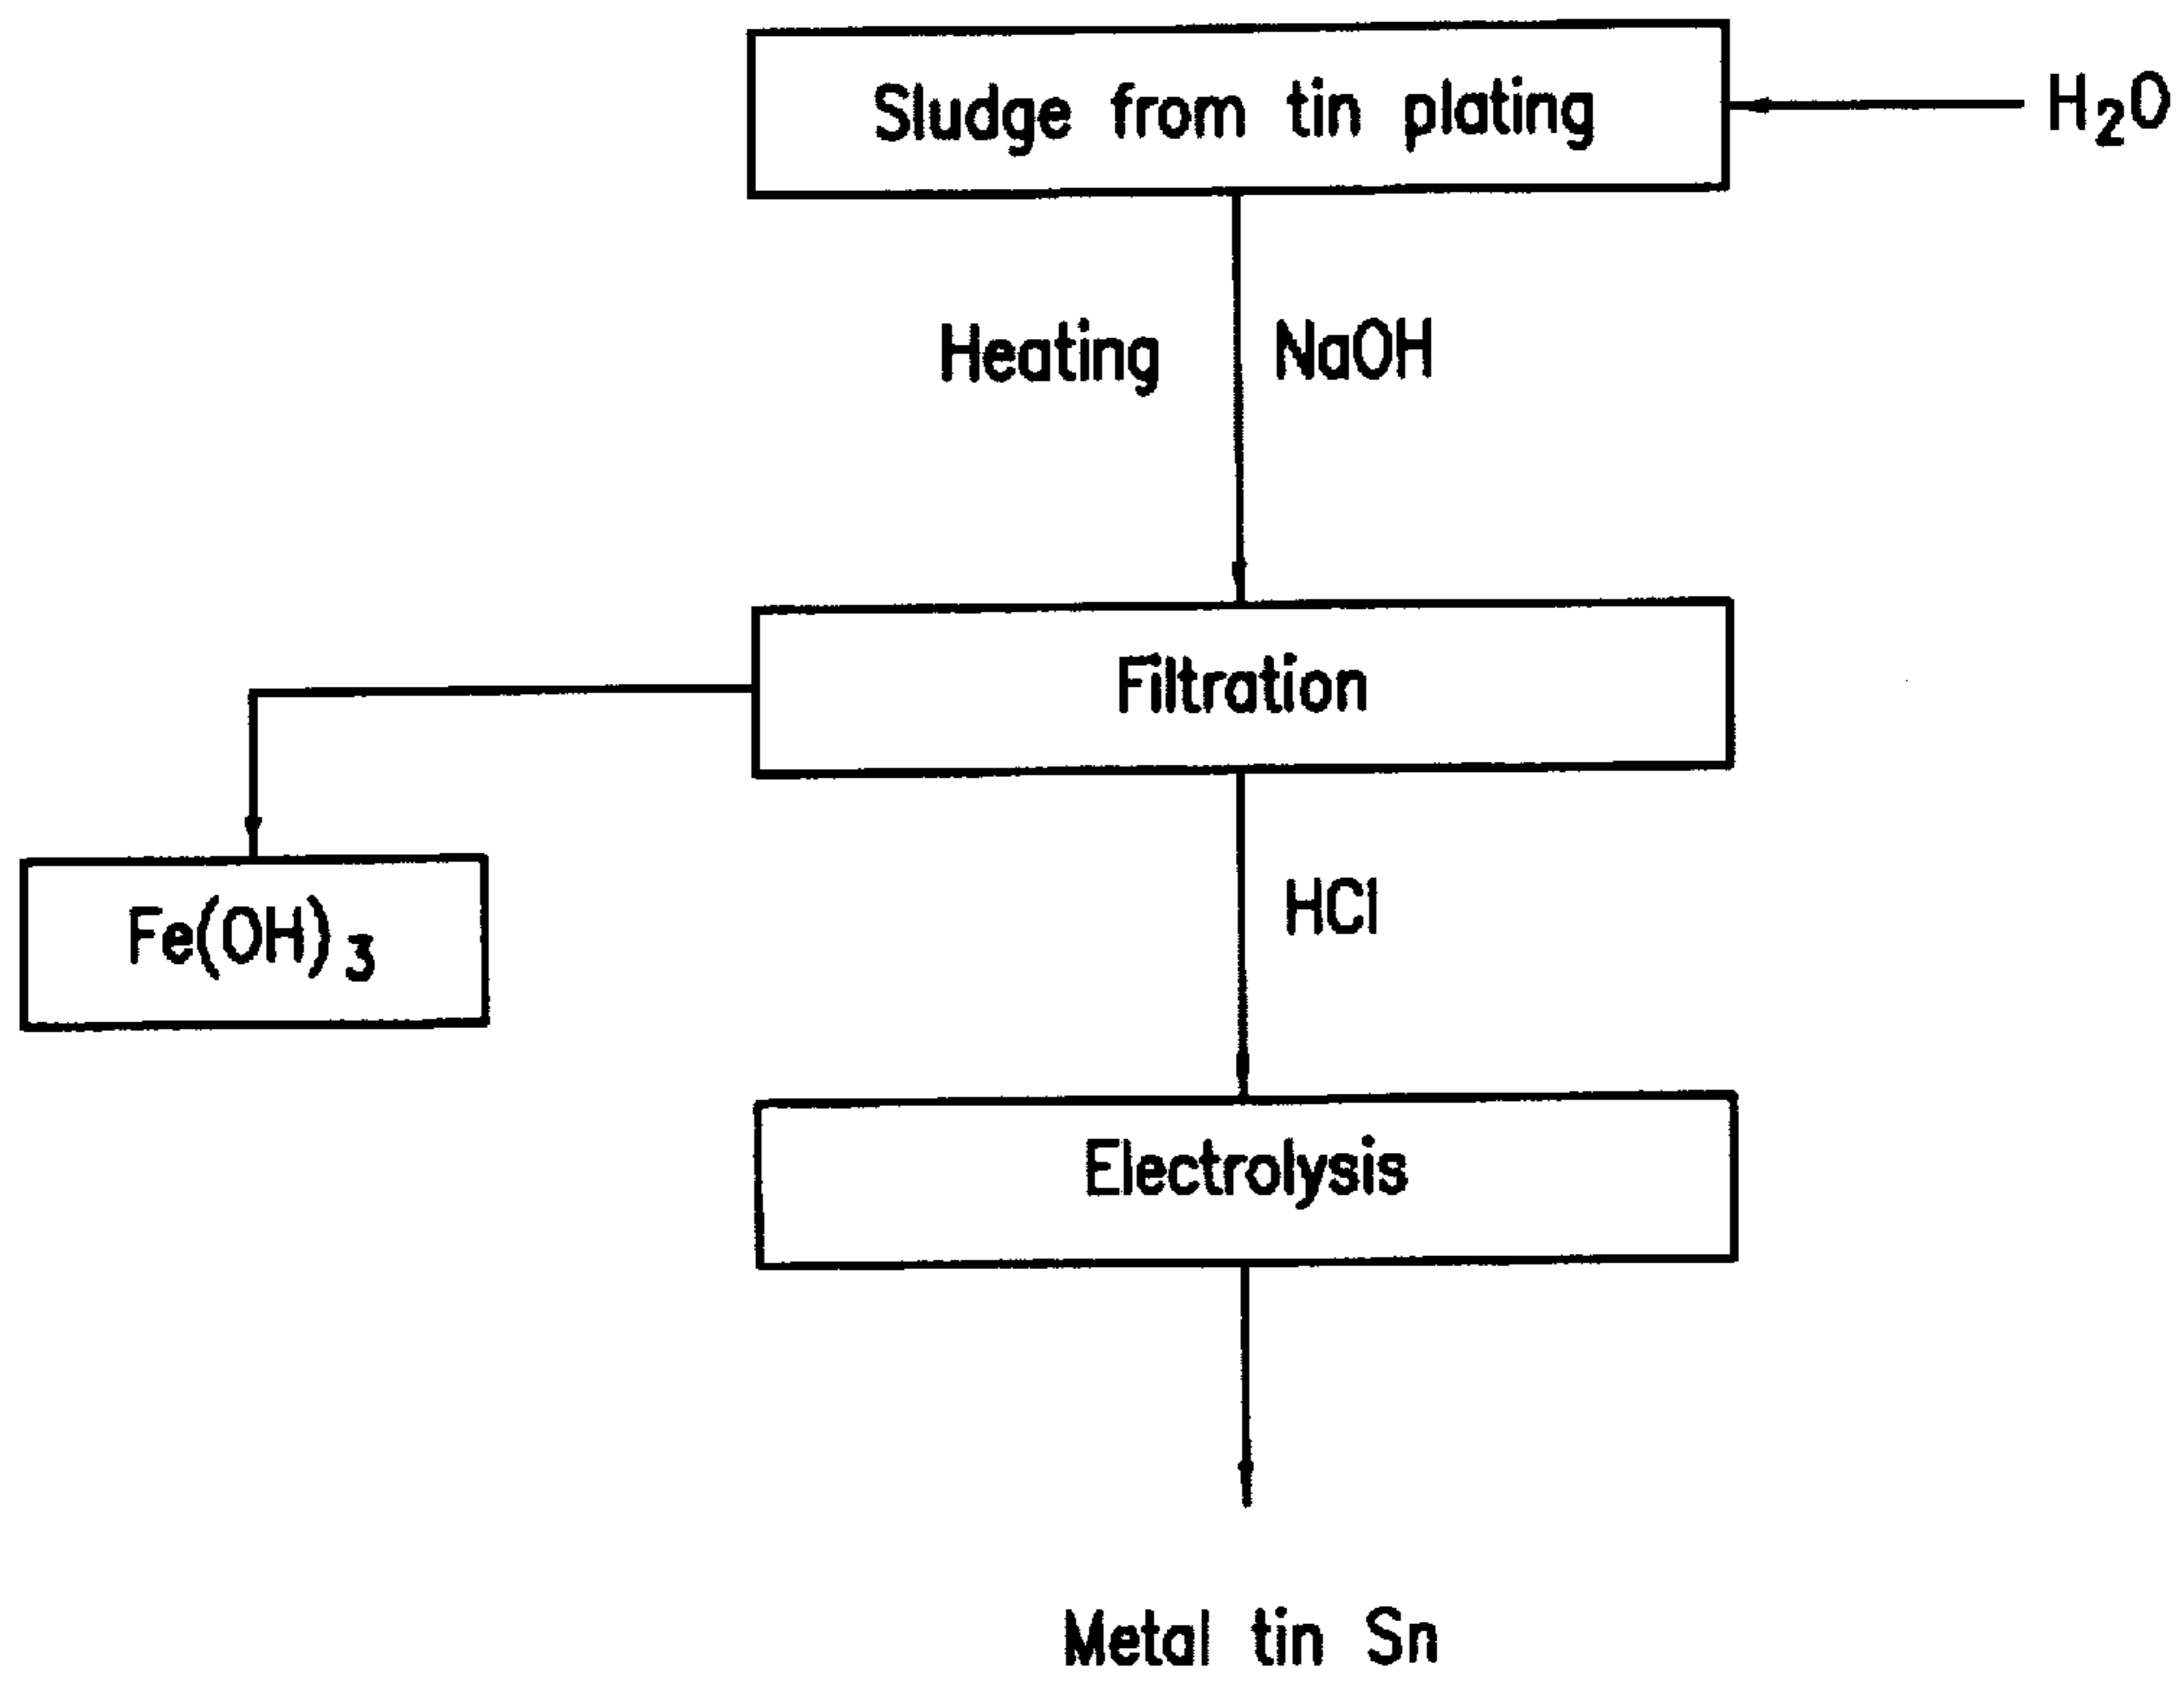 Sludge from tin plating
H2O
Heating
NaOH
Filtration
Fe(OH)3
HCl
Electrolysis
Metal tin Sn